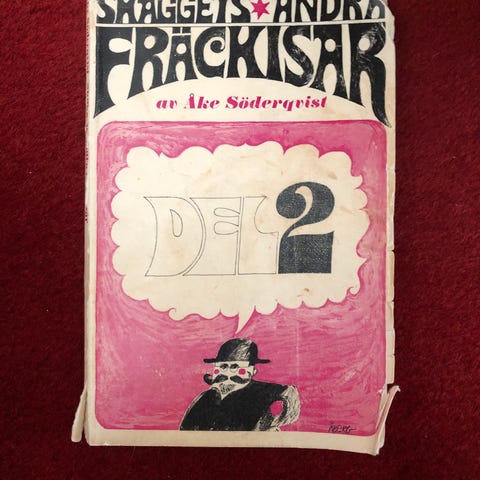 SKÄGGETS ★ ANDRA
FRÄCKISAR
av Åke Söderqvist
DEL 2